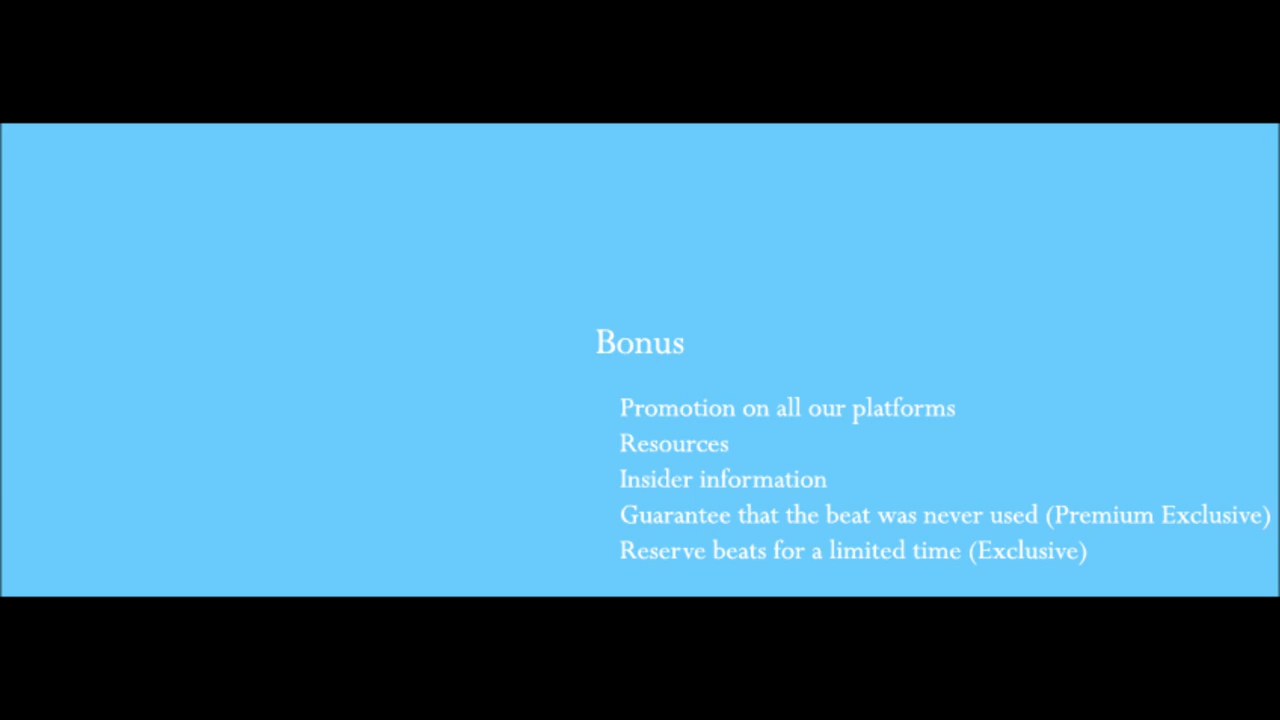 Bonus
Promotion on all our platforms
Resources
Insider information
Guarantee that the beat was never used (Premium Exclusive)
Reserve beats for a limited time (Exclusive)